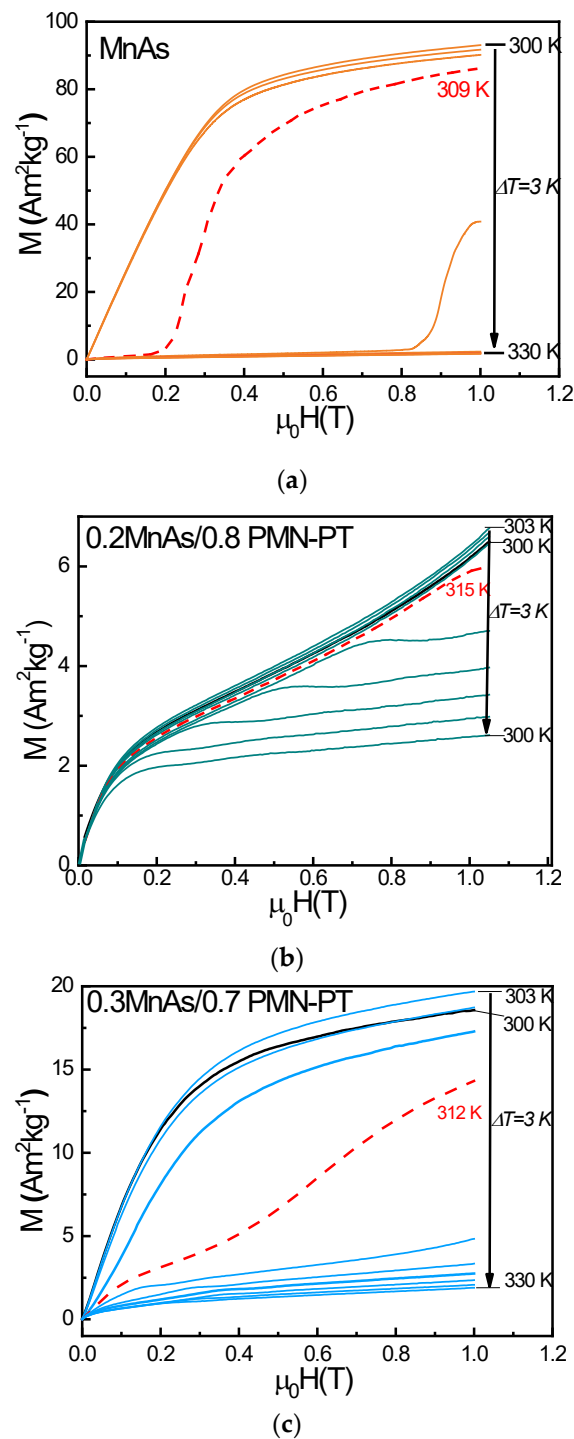 MnAs
100
80
60
40
20
0
M (Am²kg⁻¹)
300 K
309 K
ΔT=3 K
330 K
0.0 0.2 0.4 0.6 0.8 1.0 1.2
μ₀H(T)
(a)
0.2MnAs/0.8 PMN-PT
6
4
2
0
M (Am²kg⁻¹)
303 K
300 K
315 K
ΔT=3 K
300 K
0.0 0.2 0.4 0.6 0.8 1.0 1.2
μ₀H(T)
(b)
0.3MnAs/0.7 PMN-PT
20
15
10
5
0
M (Am²kg⁻¹)
303 K
300 K
312 K
ΔT=3 K
330 K
0.0 0.2 0.4 0.6 0.8 1.0 1.2
μ₀H(T)
(c)